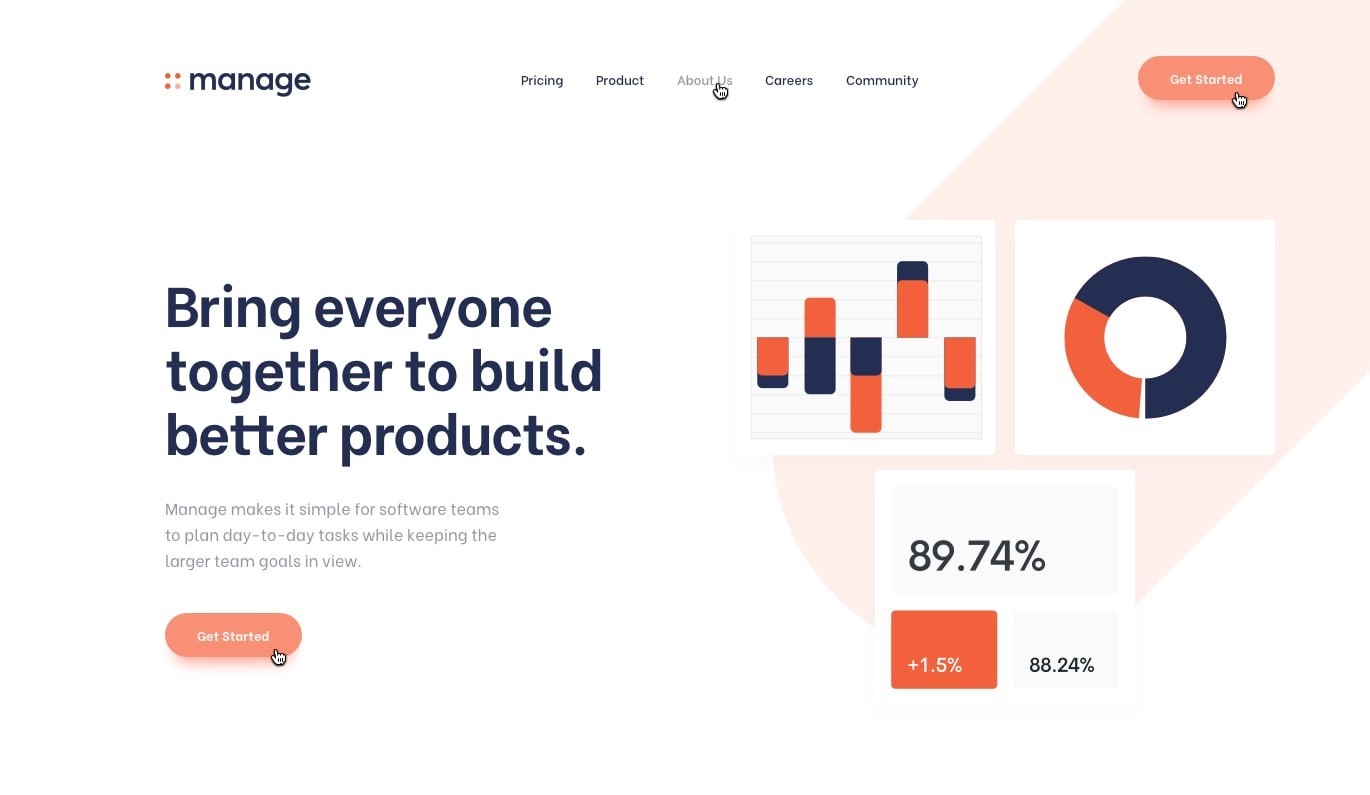 manage
Pricing Product About Us Careers Community
Get Started
Bring everyone
together to build
better products.
Manage makes it simple for software teams
to plan day-to-day tasks while keeping the
larger team goals in view.
Get Started
89.74%
+1.5% 88.24%